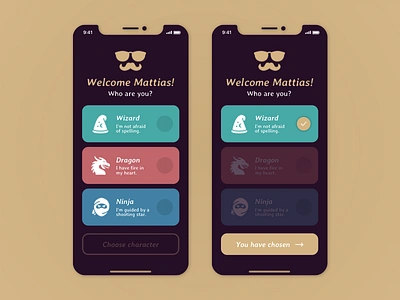 9:41
Welcome Mattias!
Who are you?
Wizard
I'm not afraid
of spelling.
Dragon
I have fire in
my heart.
Ninja
I'm guided by a
shooting star.
Choose character
9:41
Welcome Mattias!
Who are you?
Wizard
I'm not afraid
of spelling.
Dragon
I have fire in
my heart.
Ninja
I'm guided by a
shooting star.
You have chosen